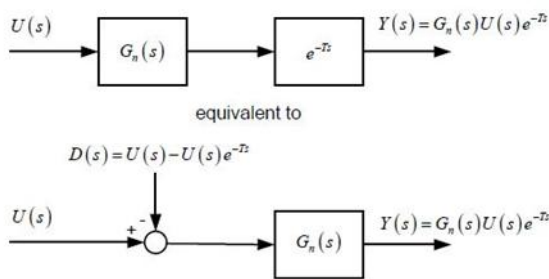 U(s)
G_n(s)
e^{-Ts}
Y(s)=G_n(s)U(s)e^{-Ts}
equivalent to
D(s)=U(s)-U(s)e^{-Ts}
U(s)
+ -
G_n(s)
Y(s)=G_n(s)U(s)e^{-Ts}